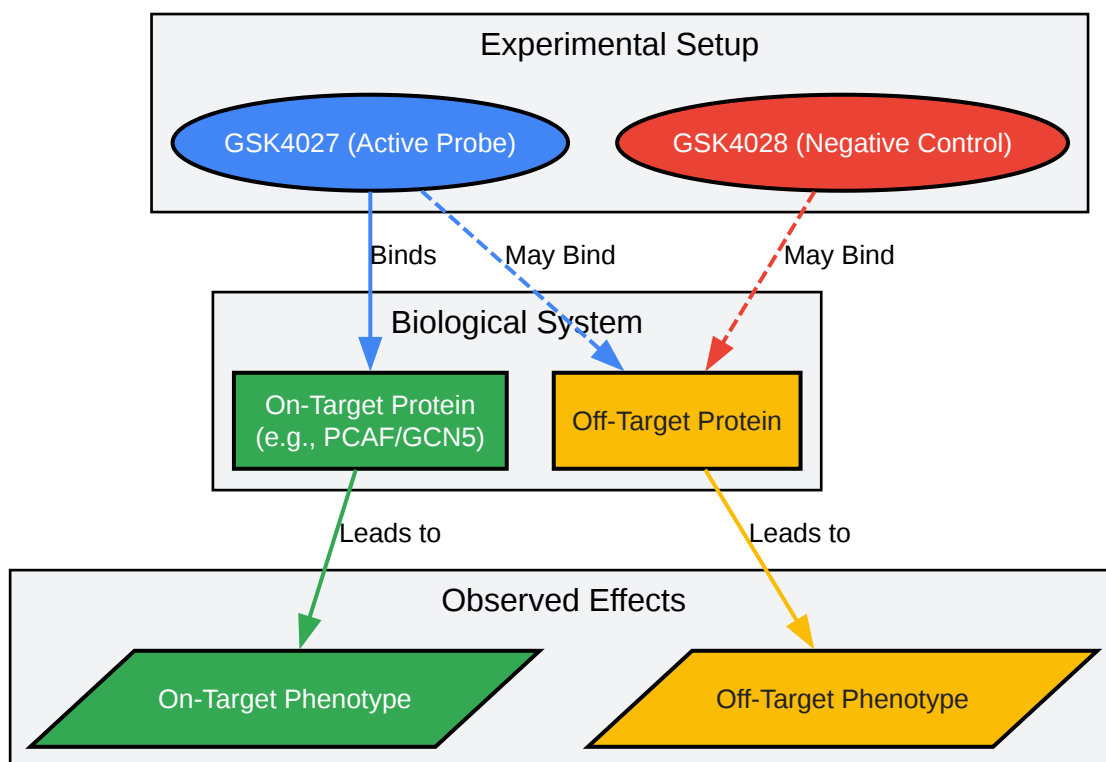 Experimental Setup
GSK4027 (Active Probe)
GSK4028 (Negative Control)
Binds
May Bind
May Bind
Biological System
On-Target Protein
(e.g., PCAF/GCN5)
Off-Target Protein
Leads to
Leads to
Observed Effects
On-Target Phenotype
Off-Target Phenotype